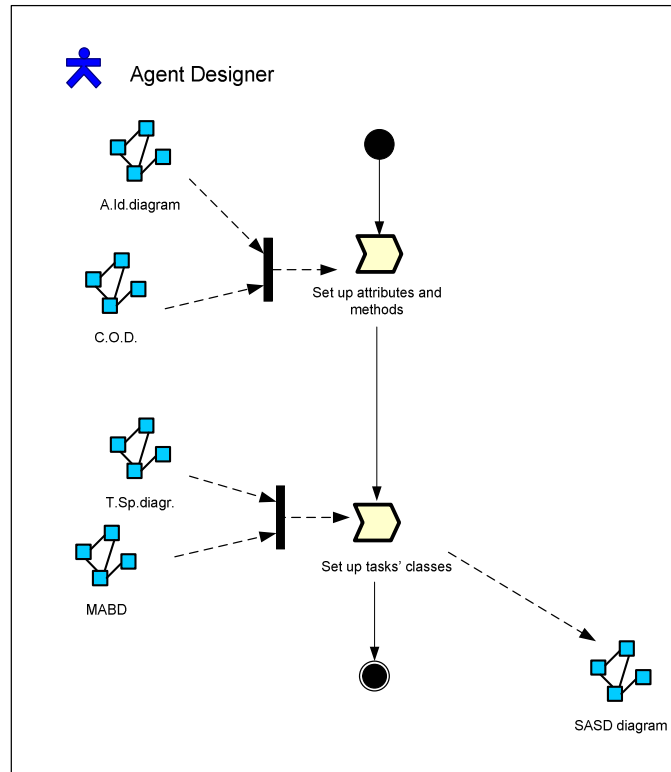 Agent Designer
A.Id.diagram
Set up attributes and
methods
C.O.D.
T.Sp.diagr.
Set up tasks’ classes
MABD
SASD diagram